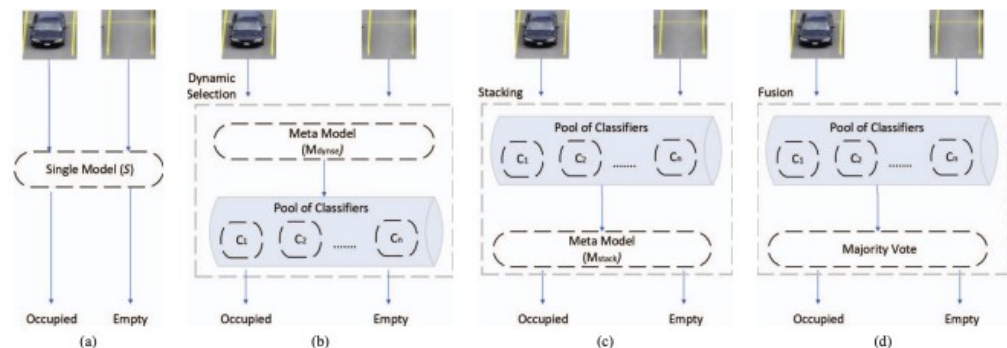 Single Model (S)
Occupied
Empty
(a)
Dynamic
Selection
Meta Model
(Mdynse)
Pool of Classifiers
C1
C2
.......
Cn
Occupied
Empty
(b)
Stacking
Pool of Classifiers
C1
C2
.......
Cn
Meta Model
(Mstack)
Occupied
Empty
(c)
Fusion
Pool of Classifiers
C1
C2
.......
Cn
Majority Vote
Occupied
Empty
(d)